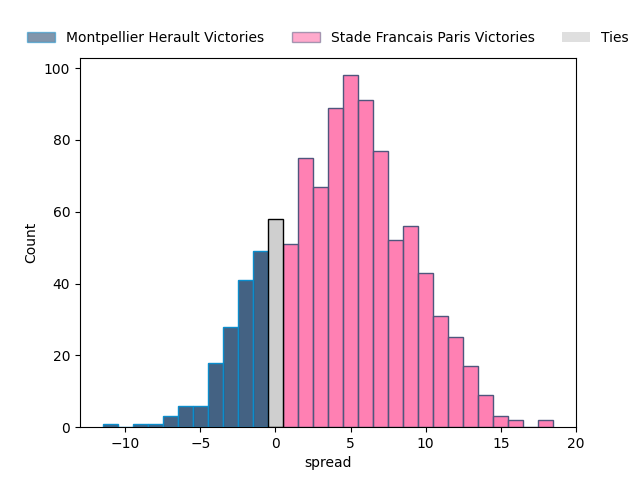 Montpellier Herault Victories Stade Francais Paris Victories Ties
100
80
60
40
20
0
Count
−10 −5 0 5 10 15 20
spread